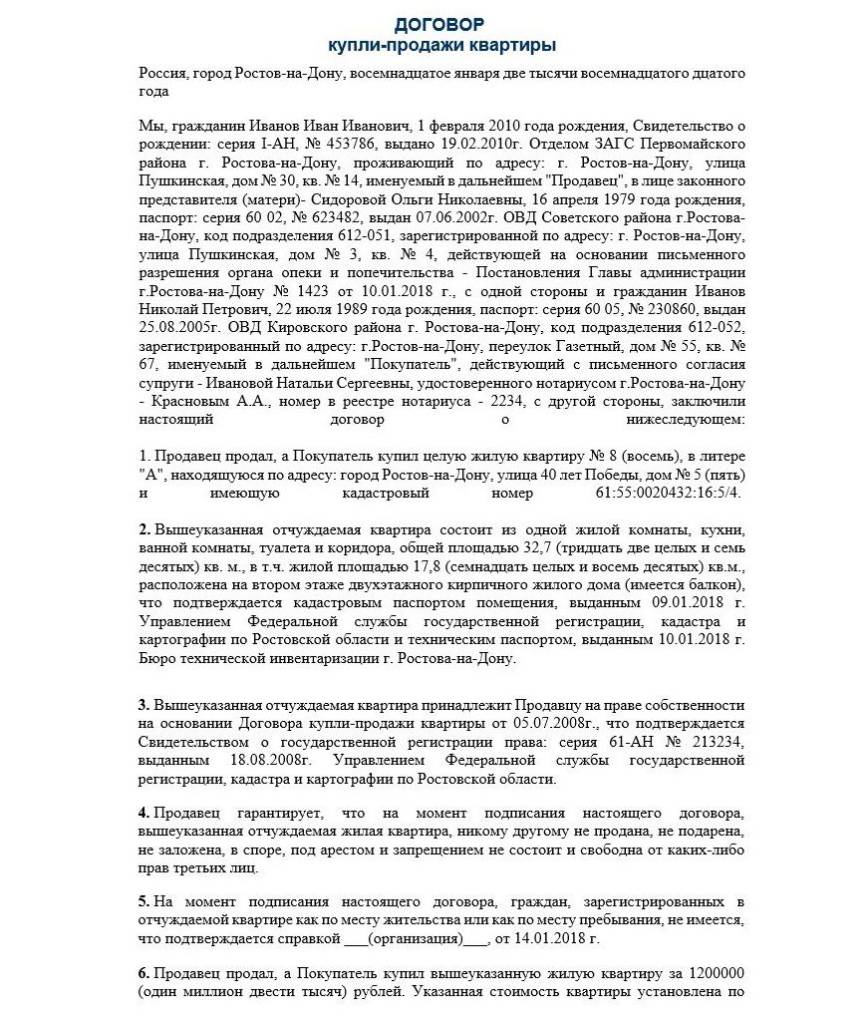 ДОГОВОР
купли-продажи квартиры
Россия, город Ростов-на-Дону, восемнадцатое января две тысячи восемнадцатого дцатого
года
Мы, гражданин Иванов Иван Иванович, 1 февраля 2010 года рождения, Свидетельство о
рождении: серия I-АН, № 453786, выдано 19.02.2010г. Отделом ЗАГС Первомайского
района г. Ростова-на-Дону, проживающий по адресу: г. Ростов-на-Дону, улица
Пушкинская, дом № 30, кв. № 14, именуемый в дальнейшем "Продавец", в лице законного
представителя (матери)- Сидоровой Ольги Николаевны, 16 апреля 1979 года рождения,
паспорт: серия 60 02, № 623482, выдан 07.06.2002г. ОВД Советского района г.Ростова-
на-Дону, код подразделения 612-051, зарегистрированной по адресу: г. Ростов-на-Дону,
улица Пушкинская, дом № 3, кв. № 4, действующей на основании письменного
разрешения органа опеки и попечительства - Постановления Главы администрации
г.Ростова-на-Дону № 1423 от 10.01.2018 г., с одной стороны и гражданин Иванов
Николай Петрович, 22 июля 1989 года рождения, паспорт: серия 60 05, № 230860, выдан
25.08.2005г. ОВД Кировского района г. Ростова-на-Дону, код подразделения 612-052,
зарегистрированный по адресу: г.Ростов-на-Дону, переулок Газетный, дом № 55, кв. №
67, именуемый в дальнейшем "Покупатель", действующий с письменного согласия
супруги - Ивановой Натальи Сергеевны, удостоверенного нотариусом г.Ростова-на-Дону
- Красновым А.А., номер в реестре нотариуса - 2234, с другой стороны, заключили
настоящий договор о нижеследующем:
1. Продавец продал, а Покупатель купил целую жилую квартиру № 8 (восемь), в литере
"А", находящуюся по адресу: город Ростов-на-Дону, улица 40 лет Победы, дом № 5 (пять)
и имеющую кадастровый номер 61:55:0020432:16:5/4.
2. Вышеуказанная отчуждаемая квартира состоит из одной жилой комнаты, кухни,
ванной комнаты, туалета и коридора, общей площадью 32,7 (тридцать две целых и семь
десятых) кв. м., в т.ч. жилой площадью 17,8 (семнадцать целых и восемь десятых) кв.м.,
расположена на втором этаже двухэтажного кирпичного жилого дома (имеется балкон),
что подтверждается кадастровым паспортом помещения, выданным 09.01.2018 г.
Управлением Федеральной службы государственной регистрации, кадастра и
картографии по Ростовской области и техническим паспортом, выданным 10.01.2018 г.
Бюро технической инвентаризации г. Ростова-на-Дону.
3. Вышеуказанная отчуждаемая квартира принадлежит Продавцу на праве собственности
на основании Договора купли-продажи квартиры от 05.07.2008г., что подтверждается
Свидетельством о государственной регистрации права: серия 61-АН № 213234,
выданным 18.08.2008г. Управлением Федеральной службы государственной
регистрации, кадастра и картографии по Ростовской области.
4. Продавец гарантирует, что на момент подписания настоящего договора,
вышеуказанная отчуждаемая жилая квартира, никому другому не продана, не подарена,
не заложена, в споре, под арестом и запрещением не состоит и свободна от каких-либо
прав третьих лиц.
5. На момент подписания настоящего договора, граждан, зарегистрированных в
отчуждаемой квартире как по месту жительства или как по месту пребывания, не имеется,
что подтверждается справкой ___(организация)___, от 14.01.2018 г.
6. Продавец продал, а Покупатель купил вышеуказанную жилую квартиру за 1200000
(один миллион двести тысяч) рублей. Указанная стоимость квартиры установлена по